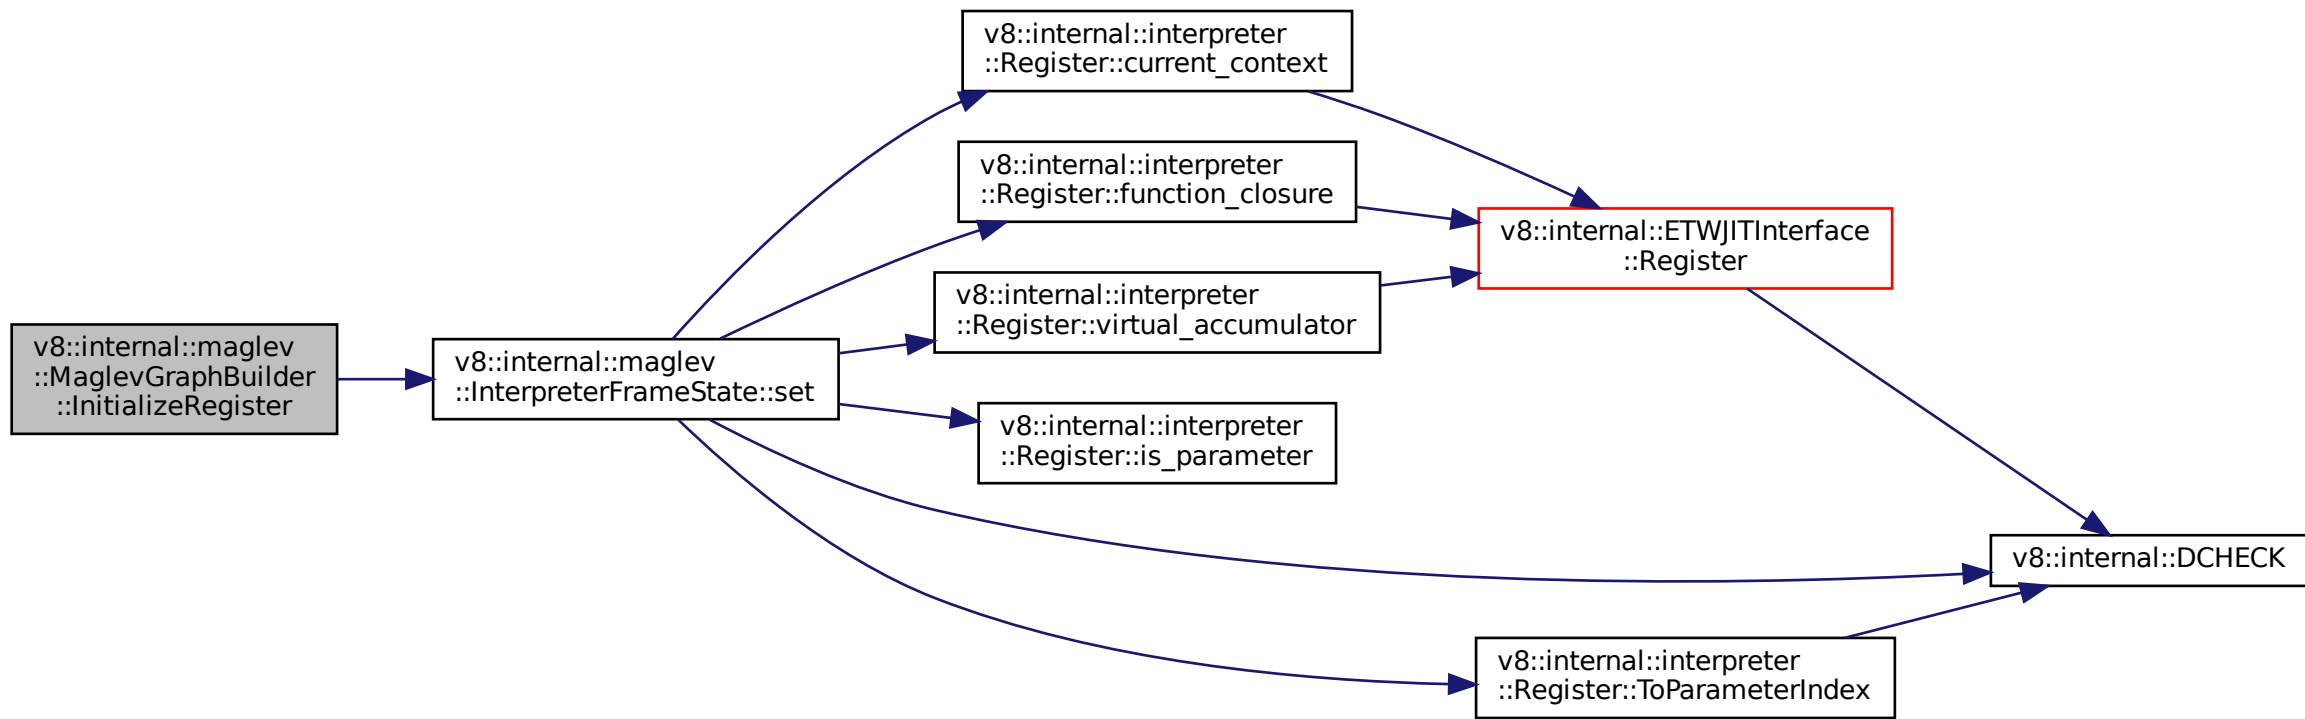 v8::internal::maglev
::MaglevGraphBuilder
::InitializeRegister
v8::internal::maglev
::InterpreterFrameState::set
v8::internal::interpreter
::Register::current_context
v8::internal::interpreter
::Register::function_closure
v8::internal::interpreter
::Register::virtual_accumulator
v8::internal::interpreter
::Register::is_parameter
v8::internal::ETWJITInterface
::Register
v8::internal::DCHECK
v8::internal::interpreter
::Register::ToParameterIndex